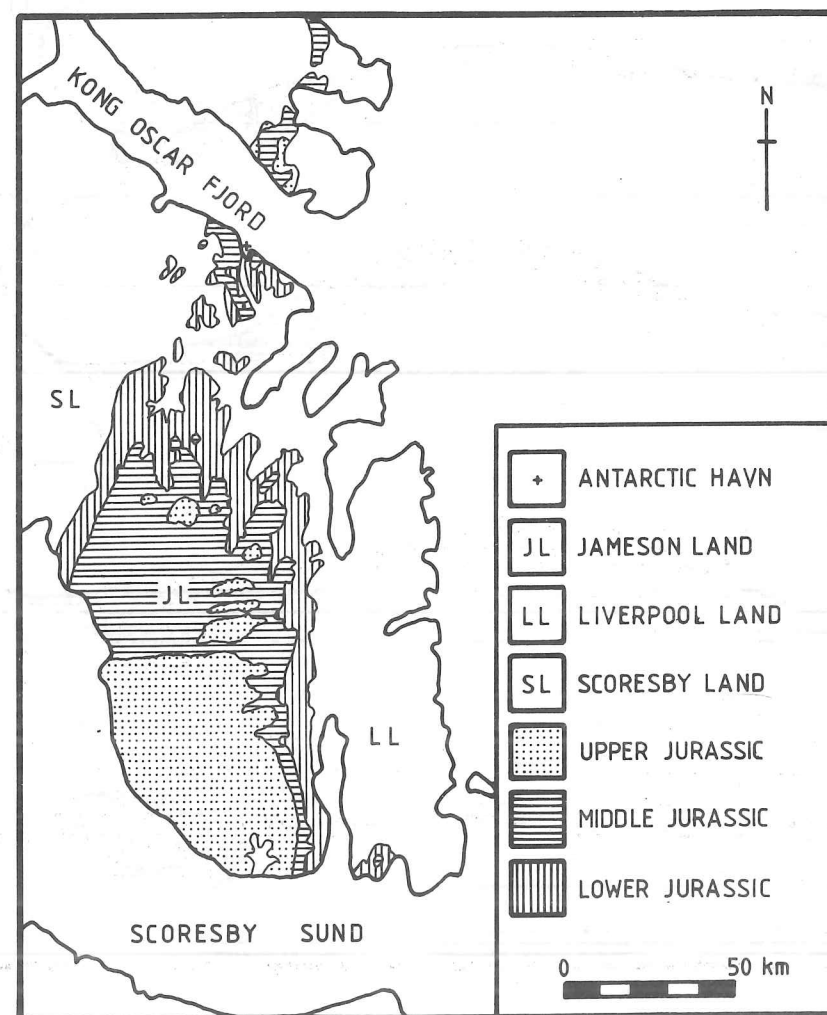 KONG OSCAR FJORD
N
SL
JL
LL
SCORESBY SUND
+ ANTARCTIC HAVN
JL JAMESON LAND
LL LIVERPOOL LAND
SL SCORESBY LAND
UPPER JURASSIC
MIDDLE JURASSIC
LOWER JURASSIC
0 50 km